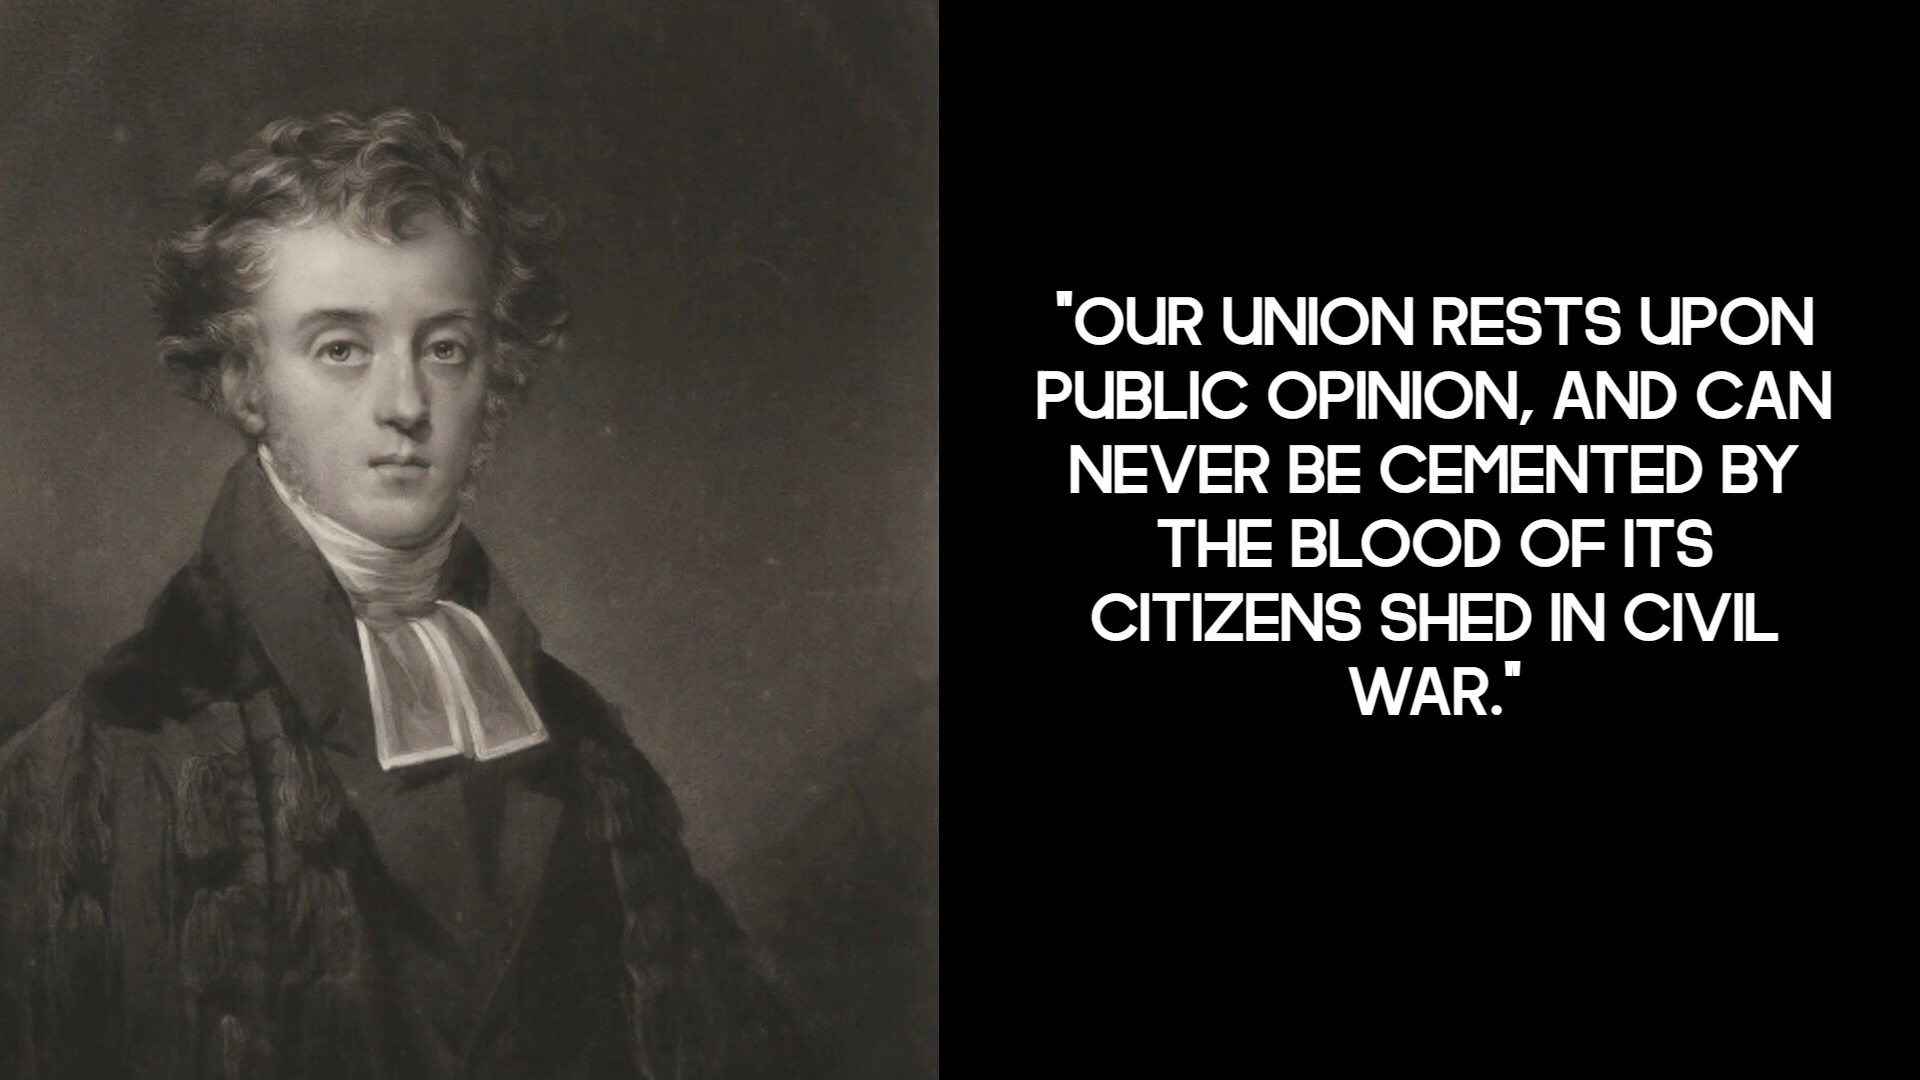 "OUR UNION RESTS UPON
PUBLIC OPINION, AND CAN
NEVER BE CEMENTED BY
THE BLOOD OF ITS
CITIZENS SHED IN CIVIL
WAR."